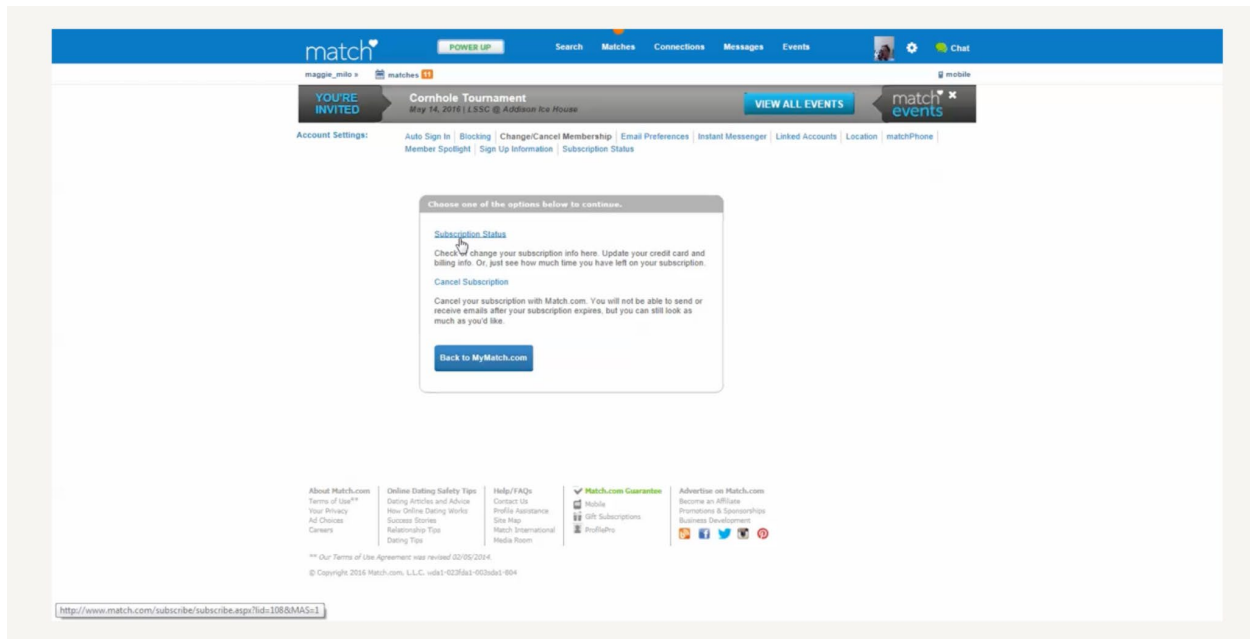 match
POWER UP
Search Matches Connections Messages Events
Chat
maggie_milo »
matches 11
mobile
YOU'RE
INVITED
Cornhole Tournament
May 14, 2016 | LSSC @ Addison Ice House
VIEW ALL EVENTS
match
events
Account Settings:
Auto Sign In | Blocking | Change/Cancel Membership | Email Preferences | Instant Messenger | Linked Accounts | Location | matchPhone |
Member Spotlight | Sign Up Information | Subscription Status
Choose one of the options below to continue.
Subscription Status
Check or change your subscription info here. Update your credit card and
billing info. Or, just see how much time you have left on your subscription.
Cancel Subscription
Cancel your subscription with Match.com. You will not be able to send or
receive emails after your subscription expires, but you can still look as
much as you'd like.
Back to MyMatch.com
About Match.com
Terms of Use**
Your Privacy
Ad Choices
Careers
Online Dating Safety Tips
Dating Articles and Advice
How Online Dating Works
Success Stories
Relationship Tips
Dating Tips
Help/FAQs
Contact Us
Profile Assistance
Site Map
Match International
Media Room
Match.com Guarantee
Mobile
Gift Subscriptions
ProfilePro
Advertise on Match.com
Become an Affiliate
Promotions & Sponsorships
Business Development
** Our Terms of Use Agreement was revised 02/05/2014.
© Copyright 2016 Match.com, L.L.C.
http://www.match.com/subscribe/subscribe.aspx?lid=108&MAS=1